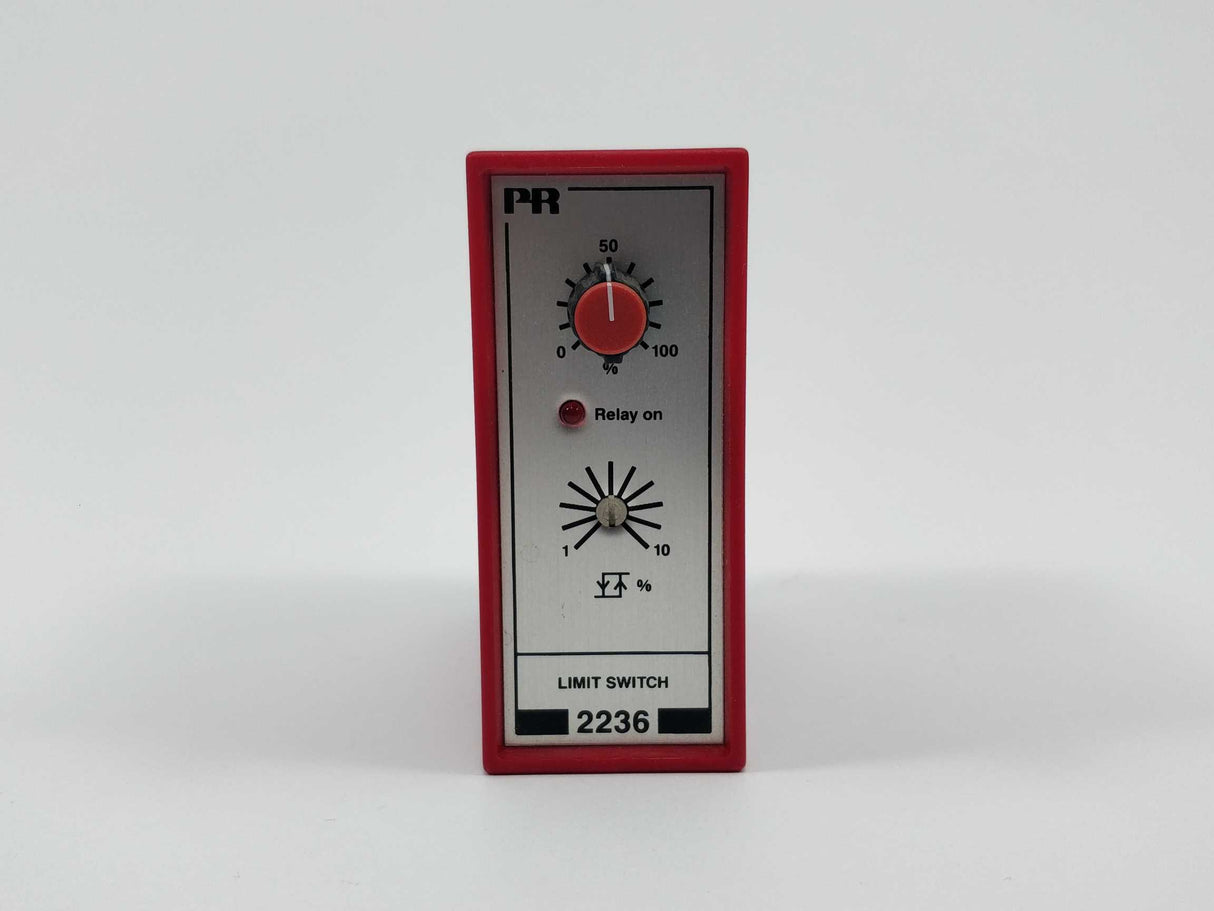 PR
50
0 100
%
Relay on
1 10
%
LIMIT SWITCH
2236